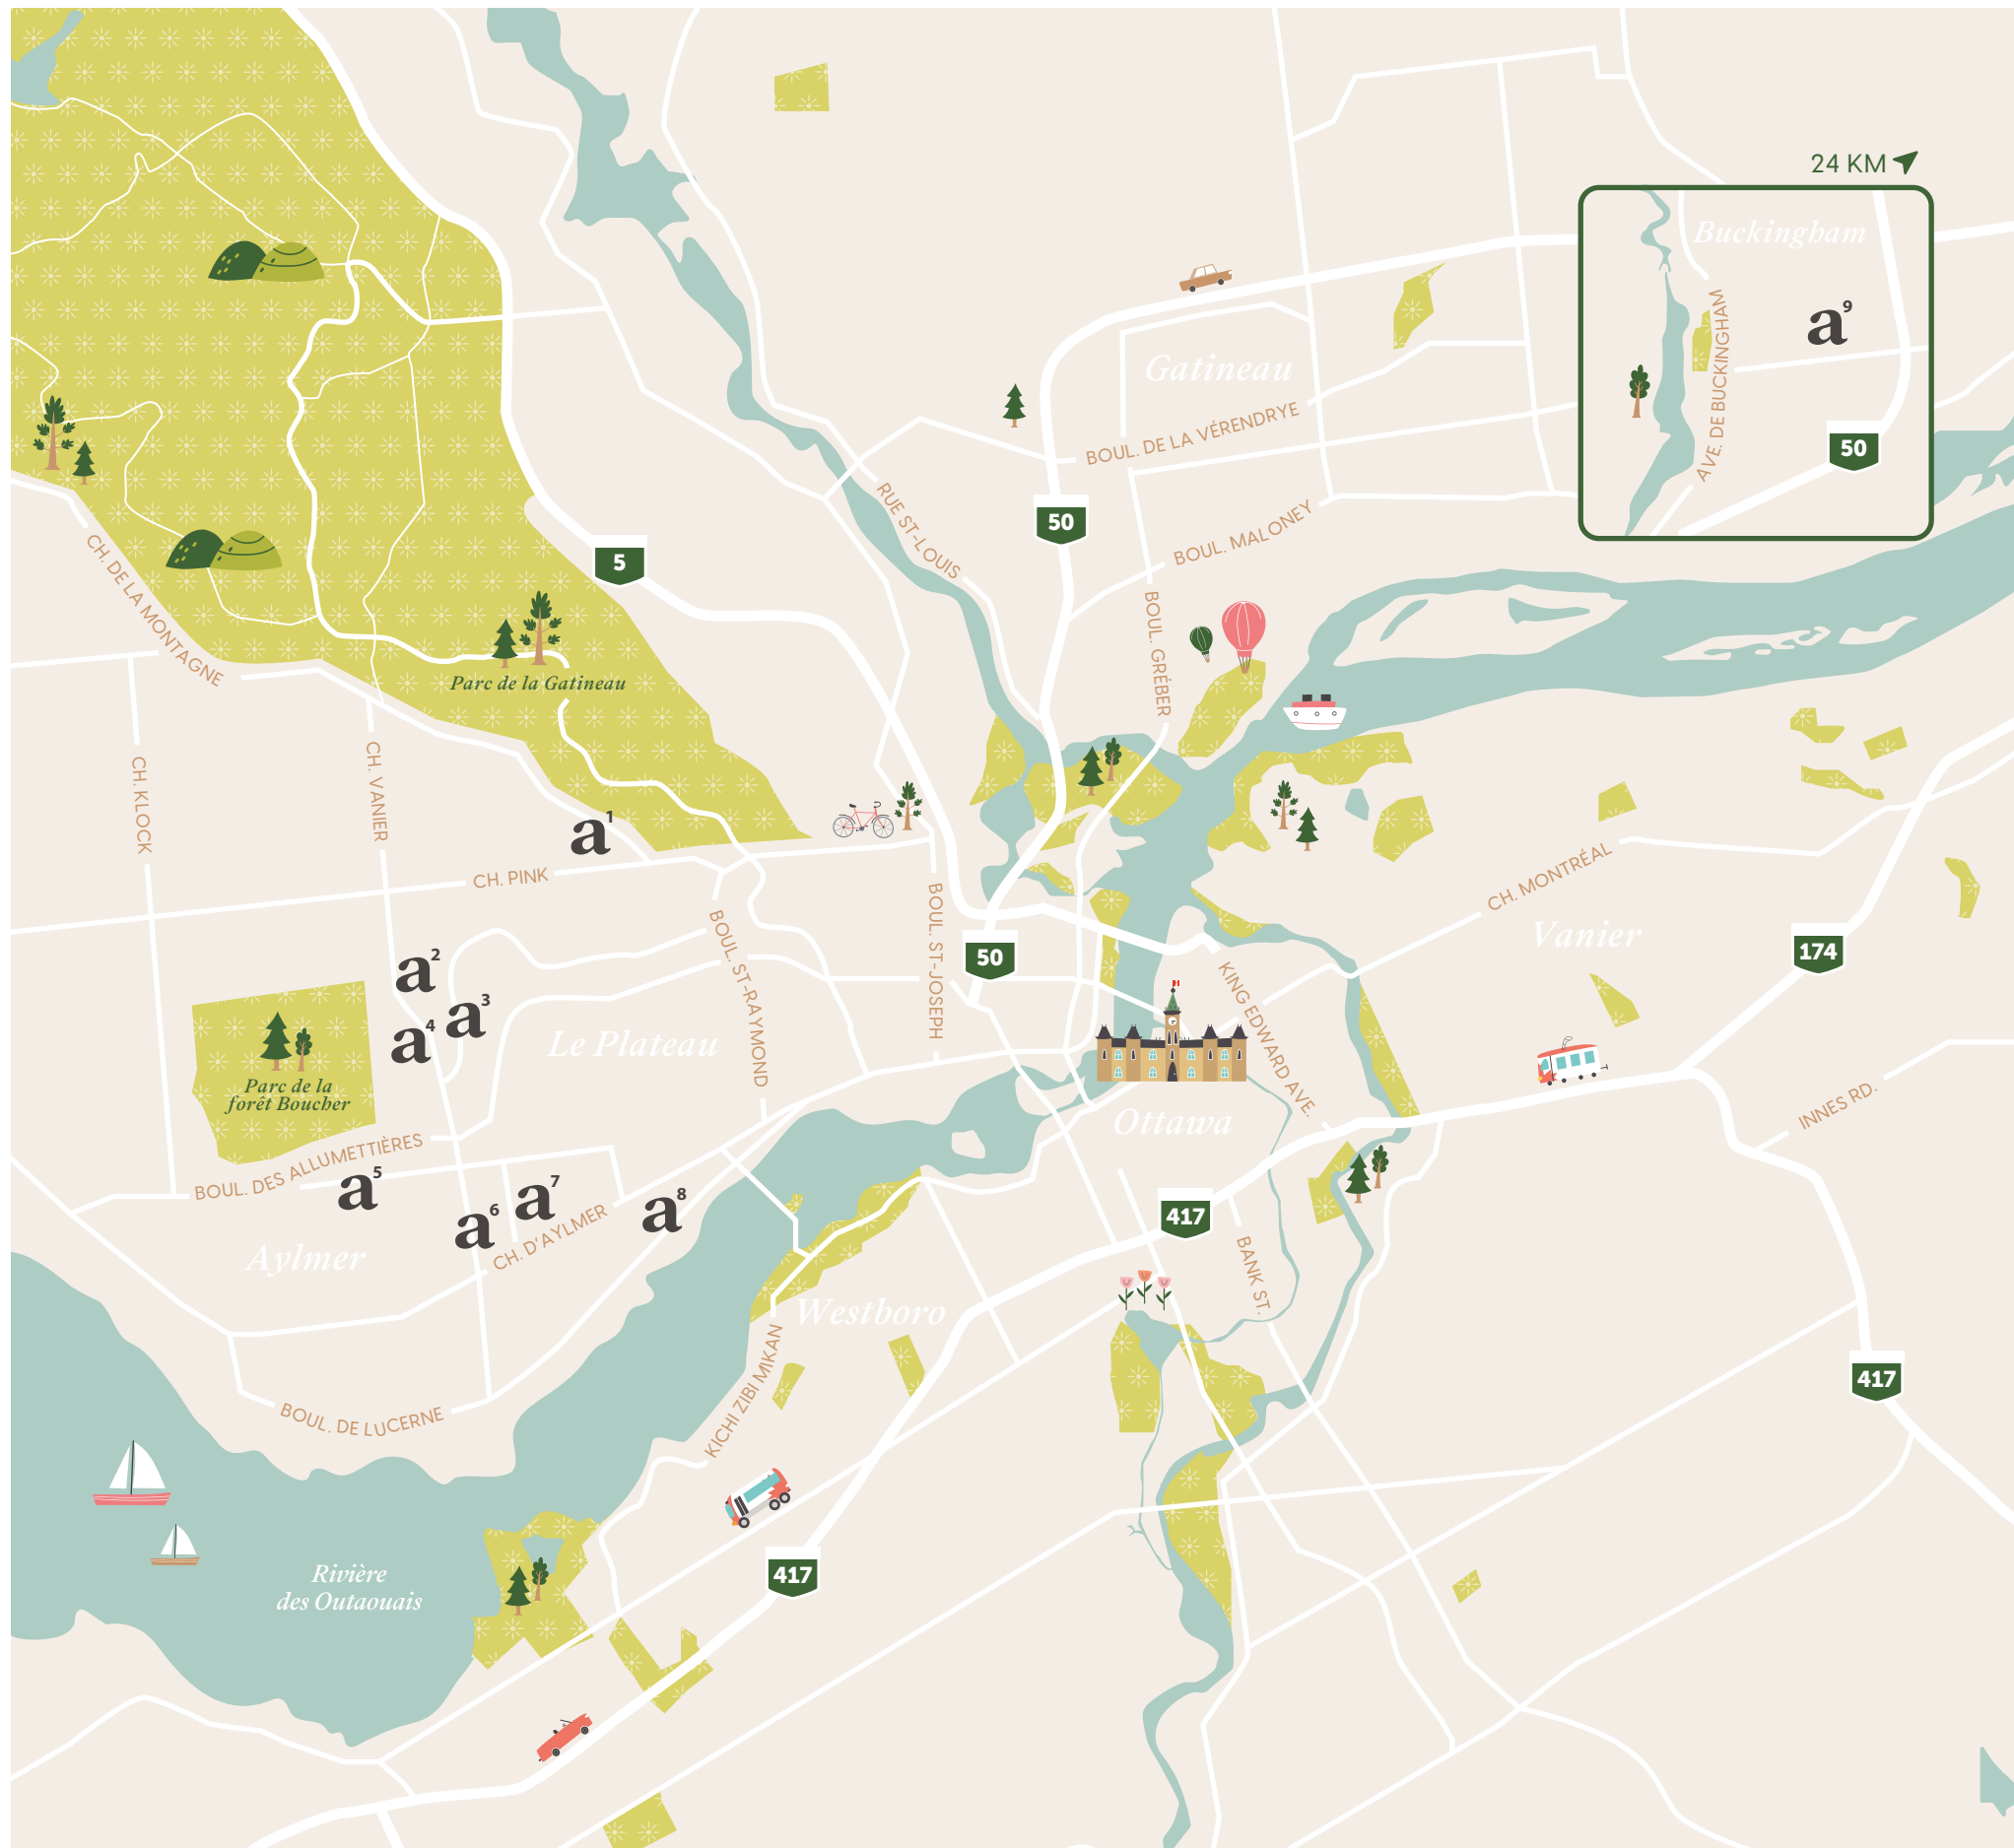 24 KM
Buckingham
a9
AVE. DE BUCKINGHAM
50
Gatineau
BOUL. DE LA VÉRENDRYE
RUE ST-LOUIS
50
BOUL. MALONEY
5
CH. DE LA MONTAGNE
BOUL. GRÉBER
Parc de la Gatineau
CH. KLOCK
CH. VANIER
a1
CH. PINK
CH. MONTRÉAL
BOUL. ST-JOSEPH
BOUL. ST-RAYMOND
Vanier
174
50
KING EDWARD AVE.
a2
a3
a4
Le Plateau
Parc de la
forêt Boucher
INNES RD.
Ottawa
BOUL. DES ALLUMETTIÈRES
a5
a6
a7
a8
417
CH. D'AYLMER
Aylmer
BANK ST.
Westboro
KICHI ZIBI MIKAN
417
BOUL. DE LUCERNE
Rivière
des Outaouais
417